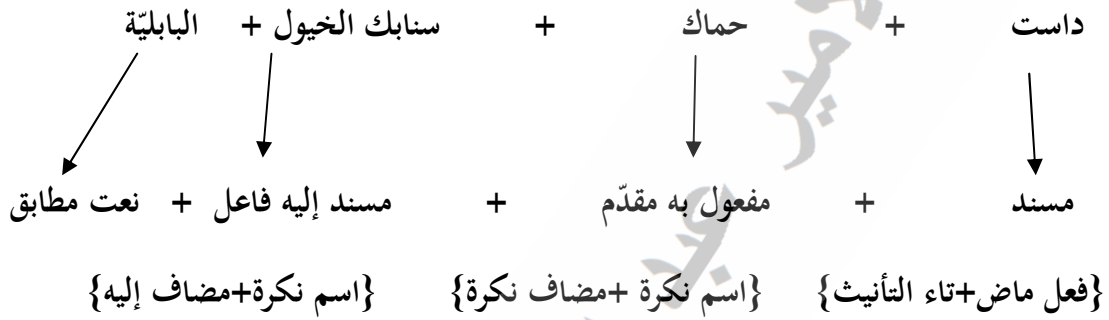 داست + حماك + سنابك الخيول + البابليّة
مسند + مفعول به مقدّم + مسند إليه فاعل + نعت مطابق
{فعل ماض+تاء التأنيث} {اسم نكرة +مضاف نكرة} {اسم نكرة+مضاف إليه}